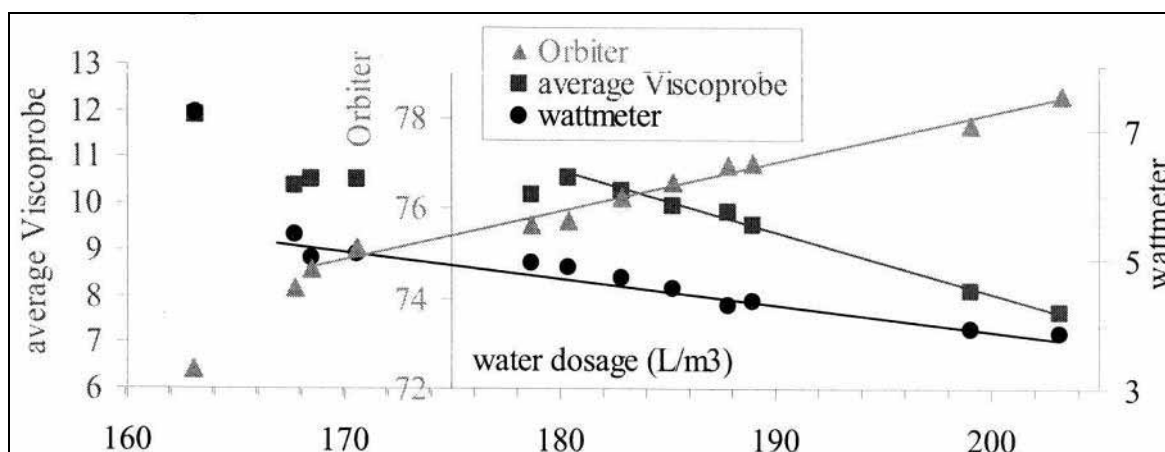 Orbiter
average Viscoprobe
wattmeter
average Viscoprobe
13
12
11
10
9
8
7
6
Orbiter
78
76
74
72
7
5
3
wattmeter
water dosage (L/m3)
160
170
180
190
200